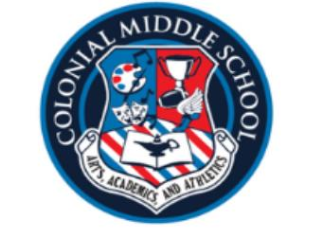 COLONIAL MIDDLE SCHOOL
ARTS, ACADEMICS AND ATHLETICS